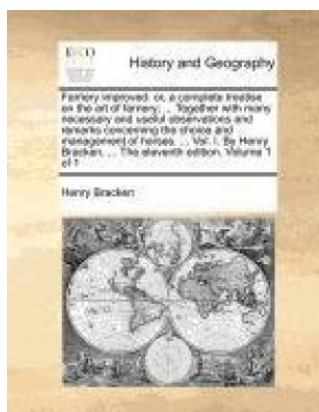 ECCO
History and Geography
Farriery improved: or, a complete treatise
on the art of farriery; ... Together with many
necessary and useful observations and
remarks concerning the choice and
management of horses. ... Vol. I. By Henry
Bracken, ... The eleventh edition. Volume 1
of 1
Henry Bracken